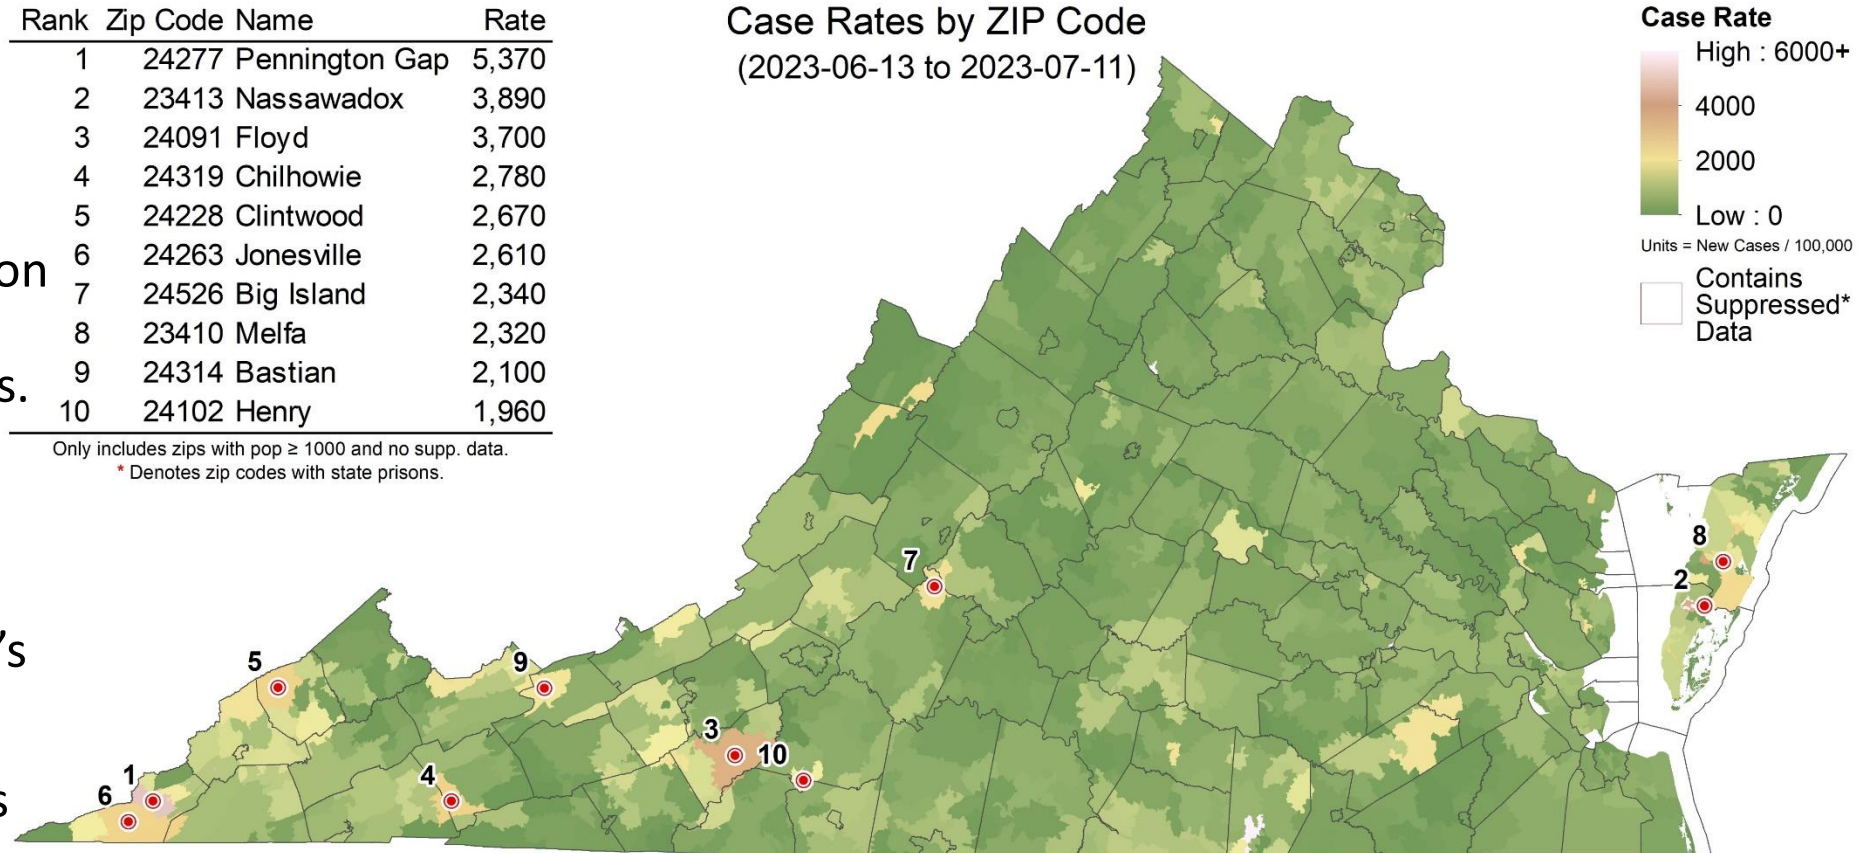 Rank Zip Code Name Rate
1 24277 Pennington Gap 5,370
2 23413 Nassawadox 3,890
3 24091 Floyd 3,700
4 24319 Chilhowie 2,780
5 24228 Clintwood 2,670
6 24263 Jonesville 2,610
7 24526 Big Island 2,340
8 23410 Melfa 2,320
9 24314 Bastian 2,100
10 24102 Henry 1,960
Only includes zips with pop ≥ 1000 and no supp. data.
* Denotes zip codes with state prisons.
on
s.
's
s
Case Rates by ZIP Code
(2023-06-13 to 2023-07-11)
Case Rate
High : 6000+
4000
2000
Low : 0
Units = New Cases / 100,000
Contains
Suppressed*
Data
8
7
2
5
9
3
10
1
4
6